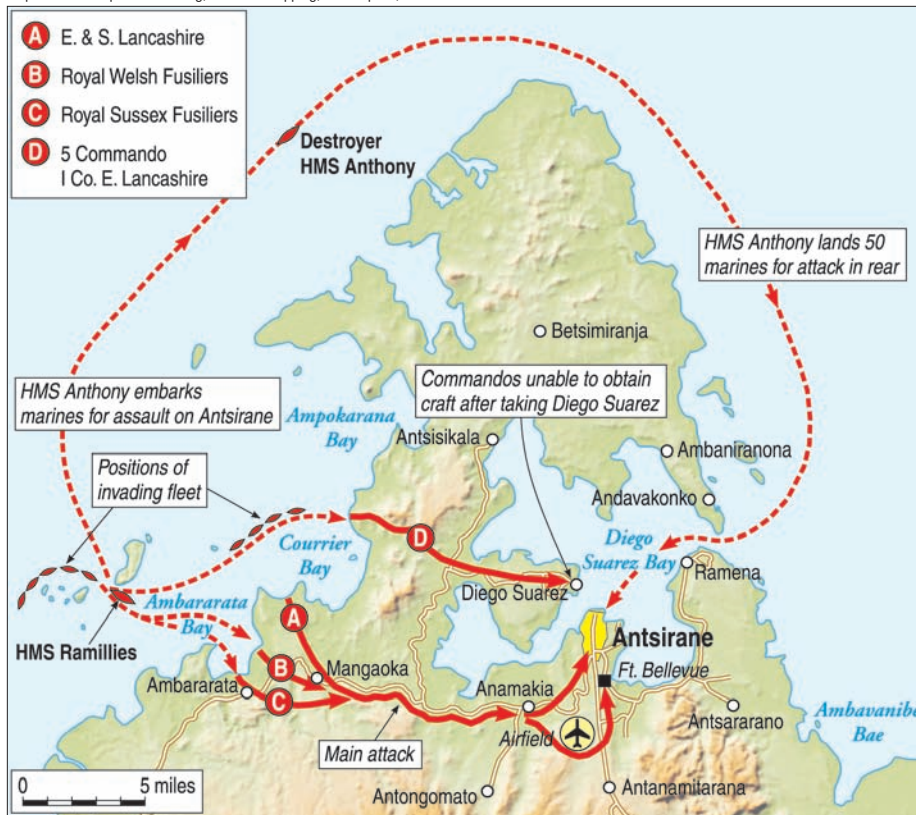 A E. & S. Lancashire
B Royal Welsh Fusiliers
C Royal Sussex Fusiliers
D 5 Commando
I Co. E. Lancashire
Destroyer
HMS Anthony
HMS Anthony lands 50
marines for attack in rear
Betsimiranja
HMS Anthony embarks
marines for assault on Antsirane
Commandos unable to obtain
craft after taking Diego Suarez
Ampokarana
Bay
Antsisikala
Ambaniranona
Positions of
invading fleet
Andavakonko
D
Courrier
Bay
Diego
Suarez Bay
Diego Suarez
Ramena
Ambararata
Bay
A
HMS Ramillies
Antsirane
B
Mangaoka
Ft. Bellevue
Ambararata
C
Anamakia
Antsararano
Ambavanibe
Bae
Main attack
Airfield
0 5 miles
Antongomato
Antanamitarana